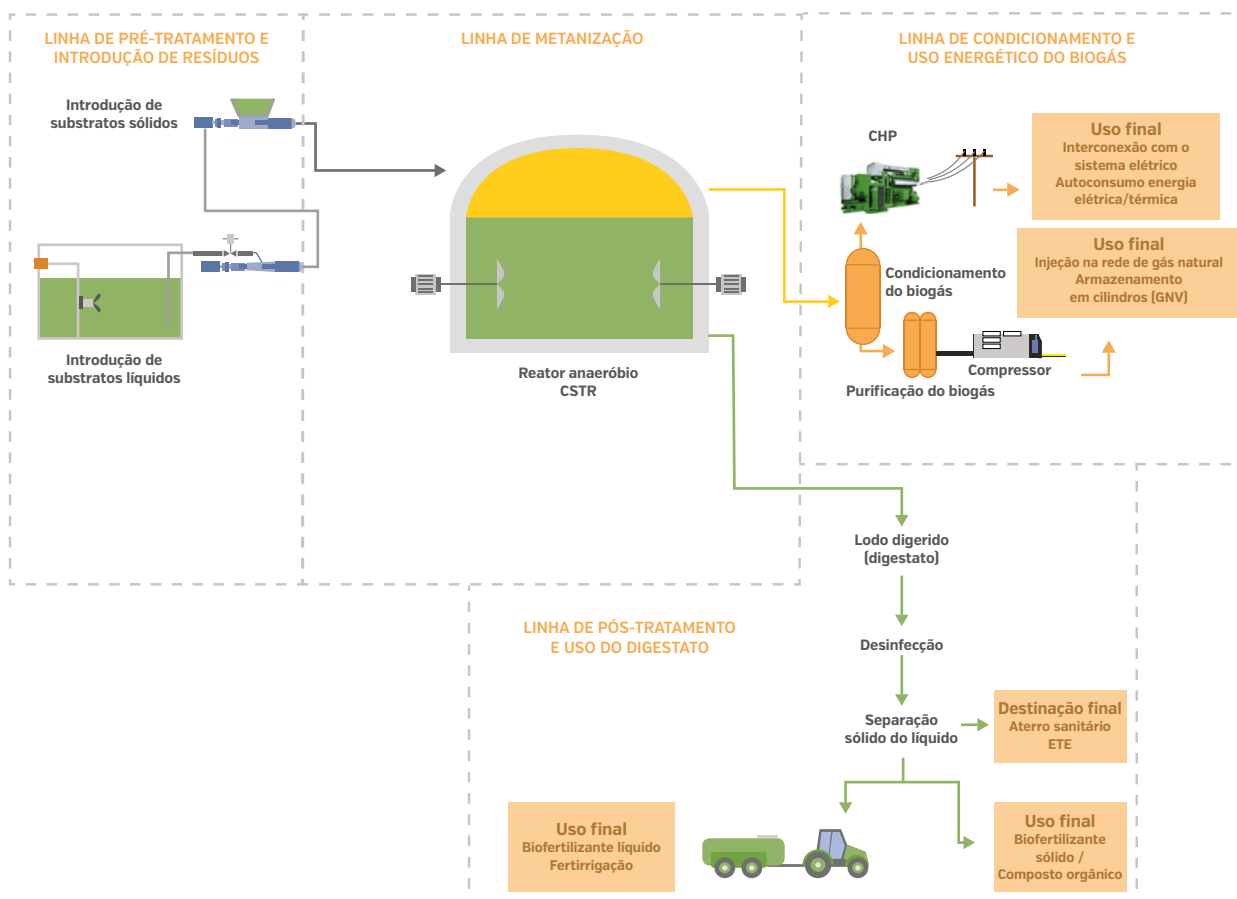 LINHA DE PRÉ-TRATAMENTO E
INTRODUÇÃO DE RESÍDUOS
Introdução de
substratos sólidos
Introdução de
substratos líquidos
LINHA DE METANIZAÇÃO
Reator anaeróbio
CSTR
LINHA DE CONDICIONAMENTO E
USO ENERGÉTICO DO BIOGÁS
CHP
Uso final
Interconexão com o
sistema elétrico
Autoconsumo energia
elétrica/térmica
Condicionamento
do biogás
Uso final
Injeção na rede de gás natural
Armazenamento
em cilindros (GNV)
Compressor
Purificação do biogás
LINHA DE PÓS-TRATAMENTO
E USO DO DIGESTATO
Lodo digerido
(digestato)
Desinfecção
Separação
sólido do líquido
Destinação final
Aterro sanitário
ETE
Uso final
Biofertilizante líquido
Fertirrigação
Uso final
Biofertilizante
sólido /
Composto orgânico